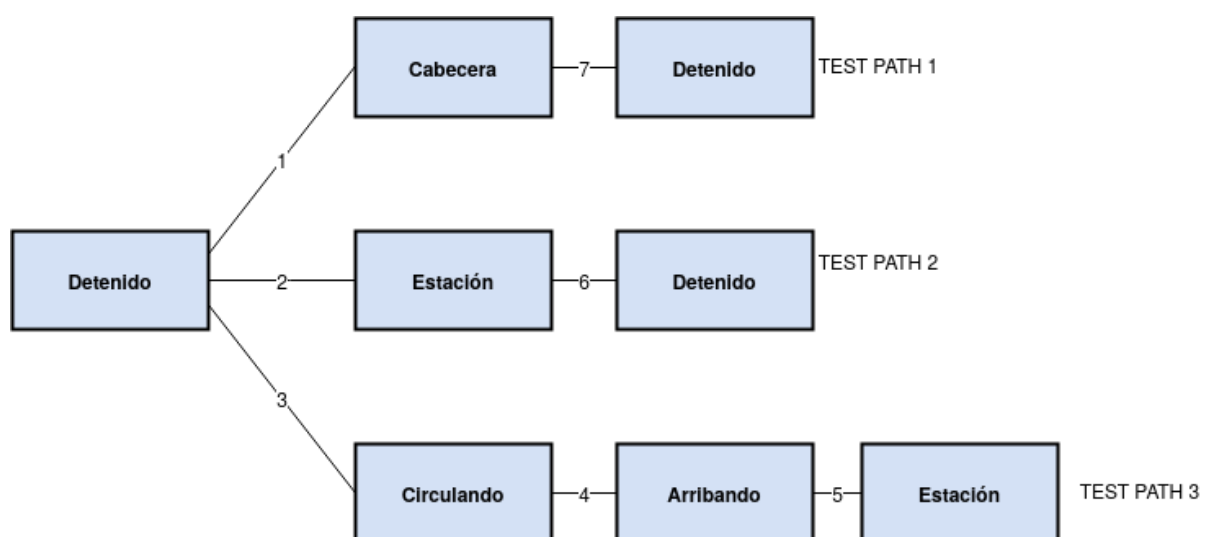 Cabecera 7 Detenido TEST PATH 1
1
Detenido 2 Estación 6 Detenido TEST PATH 2
3
Circulando 4 Arribando 5 Estación TEST PATH 3